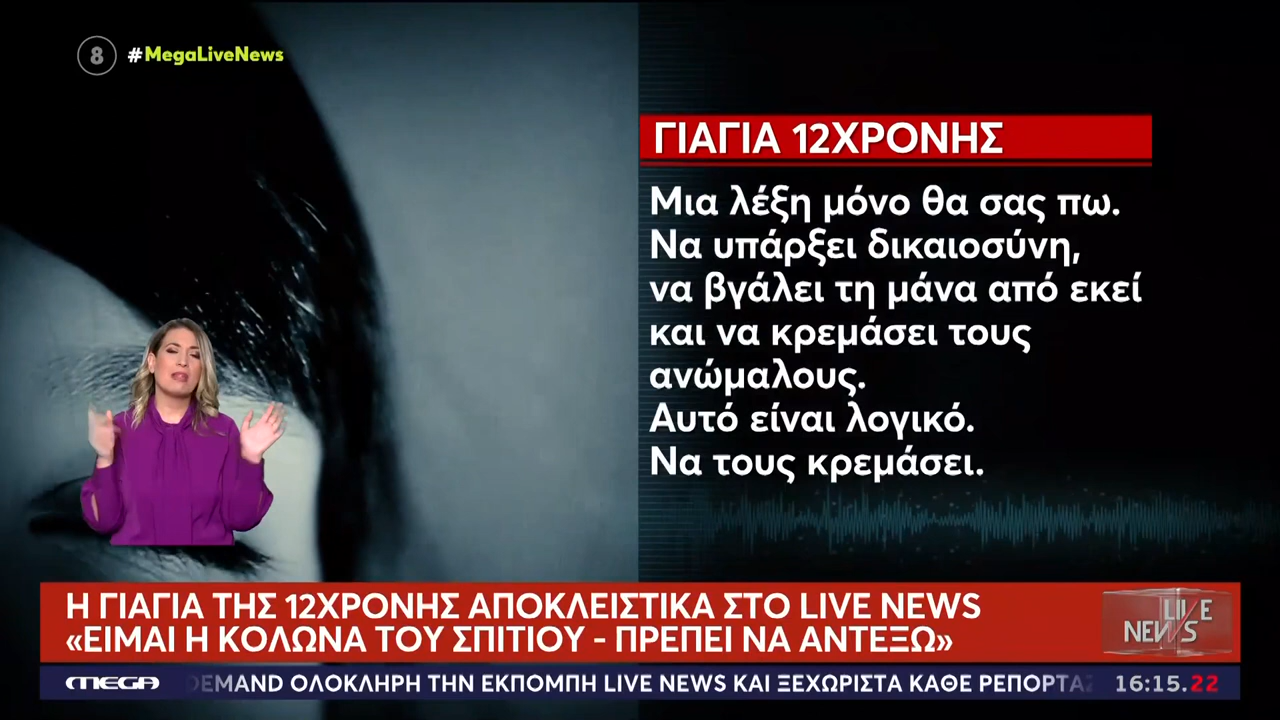 8 #MegaLiveNews
ΓΙΑΓΙΑ 12ΧΡΟΝΗΣ
Μια λέξη μόνο θα σας πω.
Να υπάρξει δικαιοσύνη,
να βγάλει τη μάνα από εκεί
και να κρεμάσει τους
ανώμαλους.
Αυτό είναι λογικό.
Να τους κρεμάσει.
Η ΓΙΑΓΙΑ ΤΗΣ 12ΧΡΟΝΗΣ ΑΠΟΚΛΕΙΣΤΙΚΑ ΣΤΟ LIVE NEWS
«ΕΙΜΑΙ Η ΚΟΛΩΝΑ ΤΟΥ ΣΠΙΤΙΟΥ - ΠΡΕΠΕΙ ΝΑ ΑΝΤΕΞΩ»
LIVE
NEWS
MEGA DEMAND ΟΛΟΚΛΗΡΗ ΤΗΝ ΕΚΠΟΜΠΗ LIVE NEWS ΚΑΙ ΞΕΧΩΡΙΣΤΑ ΚΑΘΕ ΡΕΠΟΡΤΑΖ 16:15.22